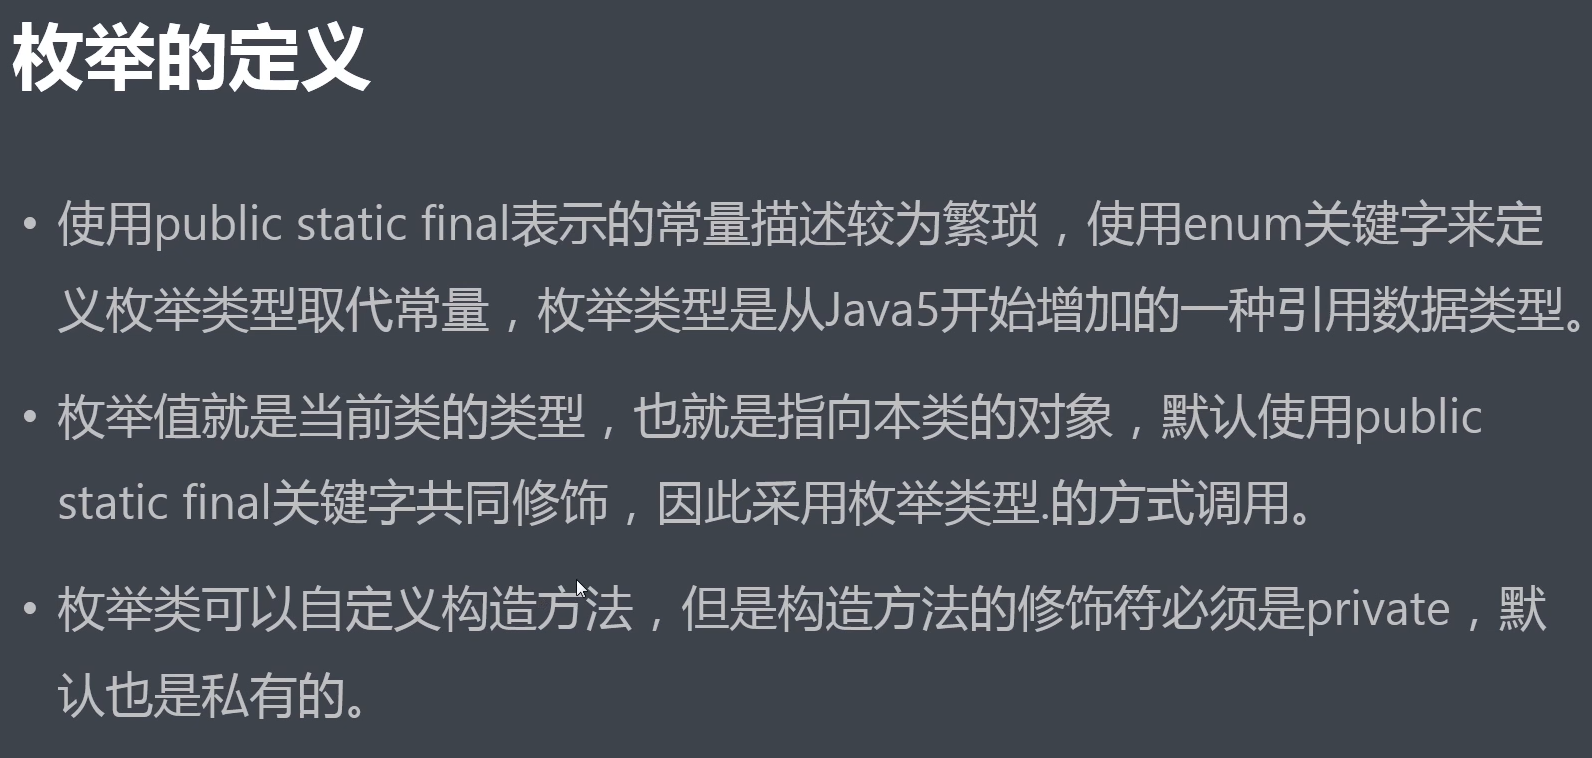 枚举的定义
• 使用public static final表示的常量描述较为繁琐，使用enum关键字来定
义枚举类型取代常量，枚举类型是从Java5开始增加的一种引用数据类型。
• 枚举值就是当前类的类型，也就是指向本类的对象，默认使用public
static final关键字共同修饰，因此采用枚举类型.的方式调用。
• 枚举类可以自定义构造方法，但是构造方法的修饰符必须是private，默
认也是私有的。